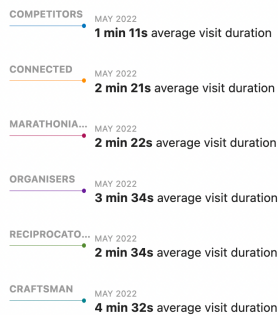 COMPETITORS
MAY 2022
1 min 11s average visit duration
CONNECTED
MAY 2022
2 min 21s average visit duration
MARATHONIA...
MAY 2022
2 min 22s average visit duration
ORGANISERS
MAY 2022
3 min 34s average visit duration
RECIPROCATO...
MAY 2022
2 min 34s average visit duration
CRAFTSMAN
MAY 2022
4 min 32s average visit duration